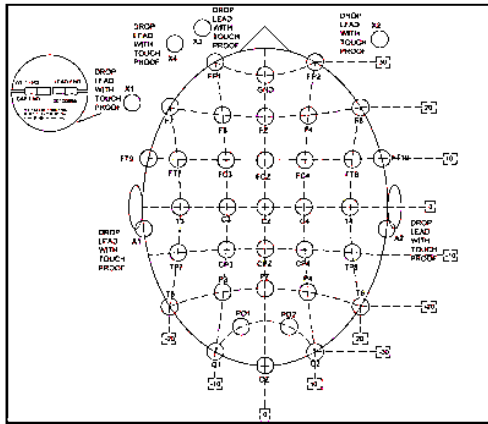 DROP
LEAD
WITH
TOUCH
PROOF
X4
DROP
LEAD
WITH
TOUCH
PROOF
X3
DROP
LEAD
WITH
TOUCH
PROOF
X2
DROP
LEAD
WITH
TOUCH
PROOF
X1
FP1
GND
FP2
30
F7
F3
FZ
F4
F8
20
FT9
FT7
FC3
FCZ
FC4
FT8
FT10
10
T3
C3
CZ
C4
T4
0
DROP
LEAD
WITH
TOUCH
PROOF
A1
A2
DROP
LEAD
WITH
TOUCH
PROOF
TP7
CP3
CPZ
CP4
TP8
-10
T5
P3
PZ
P4
T6
-20
PO1
PO2
-20
20
O1
O2
-30
-10
OZ
10
0